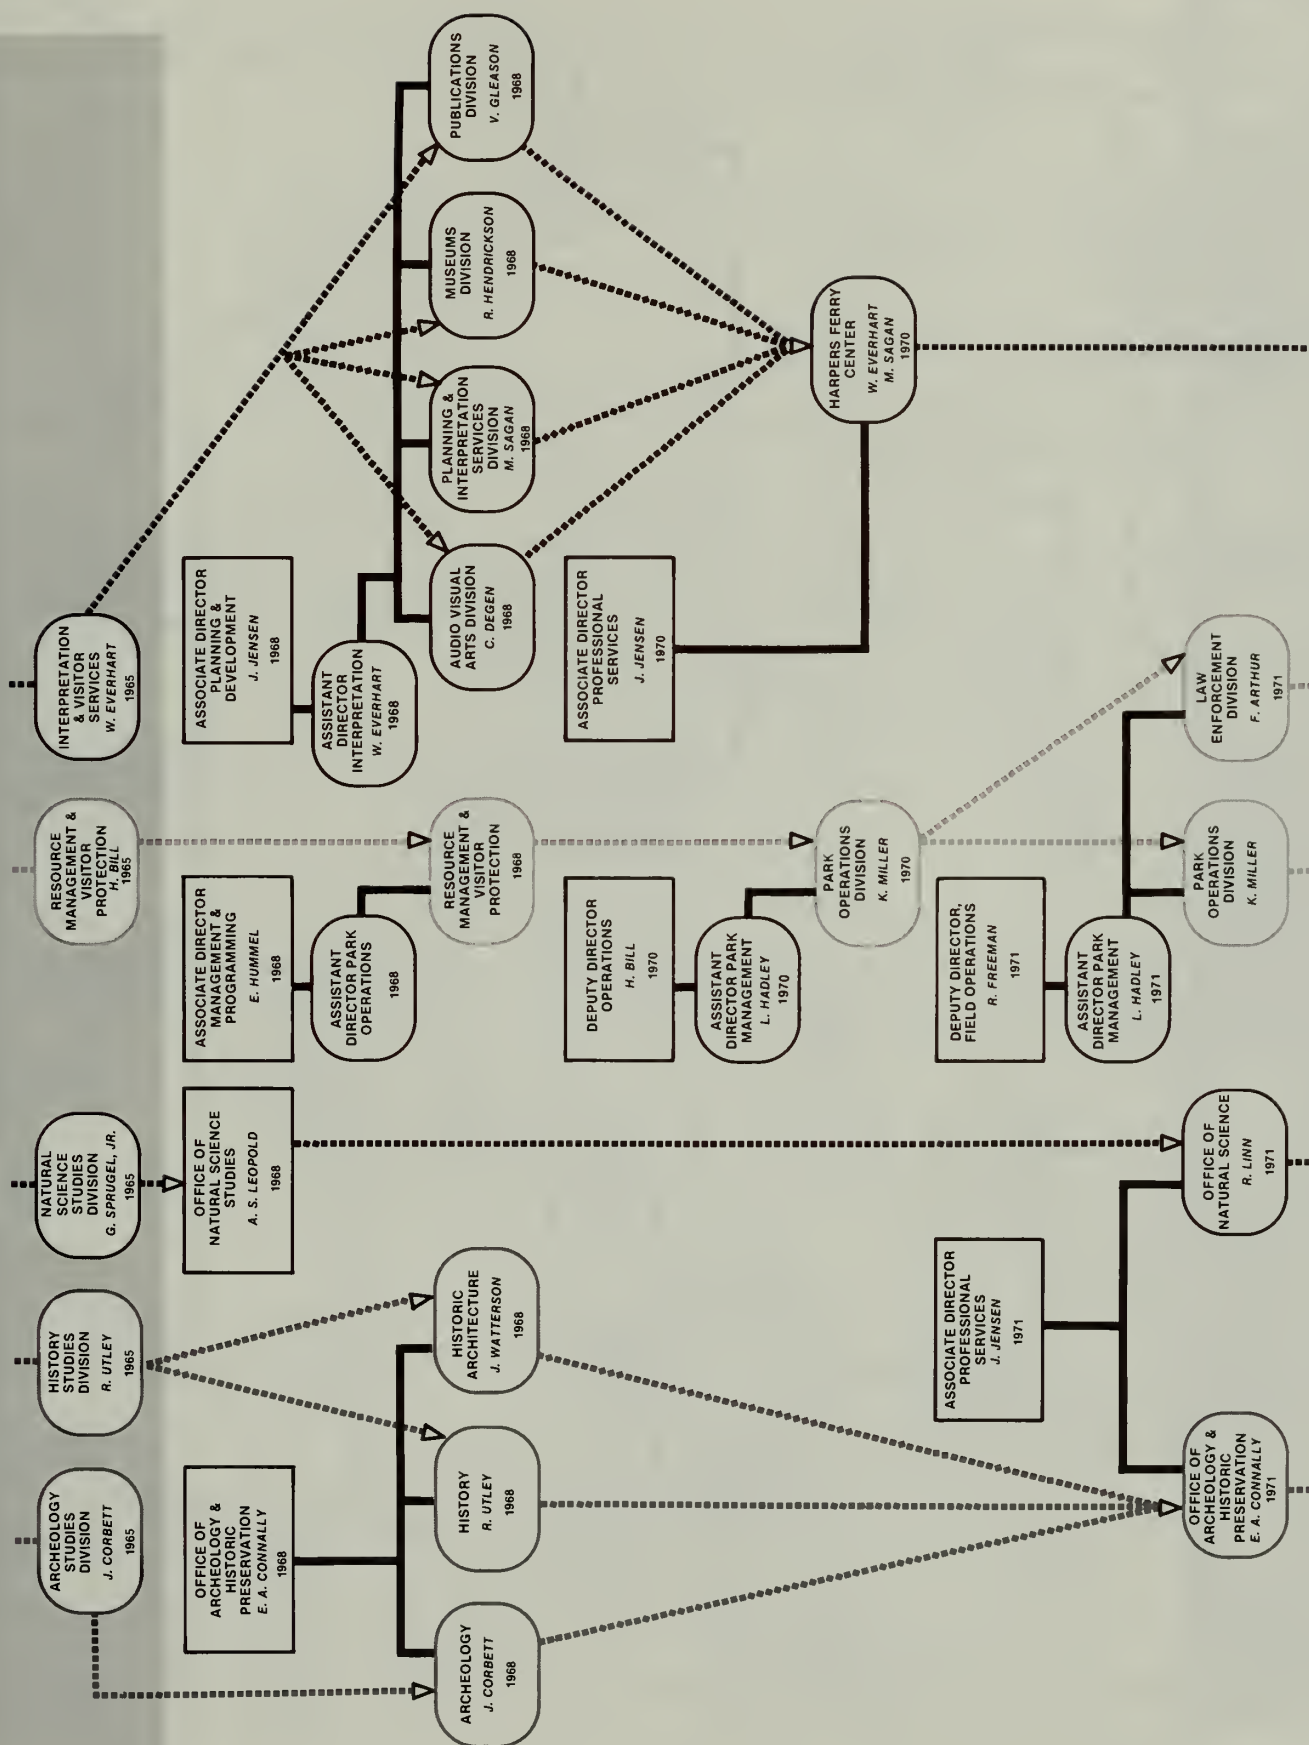 ARCHEOLOGY
STUDIES
DIVISION
J. CORBETT
1965
HISTORY
STUDIES
DIVISION
R. UTLEY
1965
NATURAL
SCIENCE
STUDIES
DIVISION
G. SPRUGEL, JR.
1965
RESOURCE
MANAGEMENT &
VISITOR
PROTECTION
H. BILL
1965
INTERPRETATION
& VISITOR
SERVICES
W. EVERHART
1965
OFFICE OF
ARCHEOLOGY &
HISTORIC
PRESERVATION
E. A. CONNALLY
1968
OFFICE OF
NATURAL SCIENCE
STUDIES
A. S. LEOPOLD
1968
ASSOCIATE DIRECTOR
MANAGEMENT &
PROGRAMMING
E. HUMMEL
1968
ASSOCIATE DIRECTOR
PLANNING &
DEVELOPMENT
J. JENSEN
1968
ASSISTANT
DIRECTOR PARK
OPERATIONS
1968
ASSISTANT
DIRECTOR
INTERPRETATION
W. EVERHART
1968
ARCHEOLOGY
J. CORBETT
1968
HISTORY
R. UTLEY
1968
HISTORIC
ARCHITECTURE
J. WATTERSON
1968
RESOURCE
MANAGEMENT &
VISITOR
PROTECTION
1968
AUDIO VISUAL
ARTS DIVISION
C. DEGEN
1968
PLANNING &
INTERPRETATION
SERVICES
DIVISION
M. SAGAN
1968
MUSEUMS
DIVISION
R. HENDRICKSON
1968
PUBLICATIONS
DIVISION
V. GLEASON
1968
DEPUTY DIRECTOR
OPERATIONS
H. BILL
1970
ASSOCIATE DIRECTOR
PROFESSIONAL
SERVICES
J. JENSEN
1970
ASSISTANT
DIRECTOR PARK
MANAGEMENT
L. HADLEY
1970
PARK
OPERATIONS
DIVISION
K. MILLER
1970
HARPERS FERRY
CENTER
W. EVERHART
M. SAGAN
1970
ASSOCIATE DIRECTOR
PROFESSIONAL
SERVICES
J. JENSEN
1971
DEPUTY DIRECTOR,
FIELD OPERATIONS
R. FREEMAN
1971
ASSISTANT
DIRECTOR PARK
MANAGEMENT
L. HADLEY
1971
OFFICE OF
ARCHEOLOGY &
HISTORIC
PRESERVATION
E. A. CONNALLY
1971
OFFICE OF
NATURAL SCIENCE
R. LINN
1971
PARK
OPERATIONS
DIVISION
K. MILLER
LAW
ENFORCEMENT
DIVISION
F. ARTHUR
1971